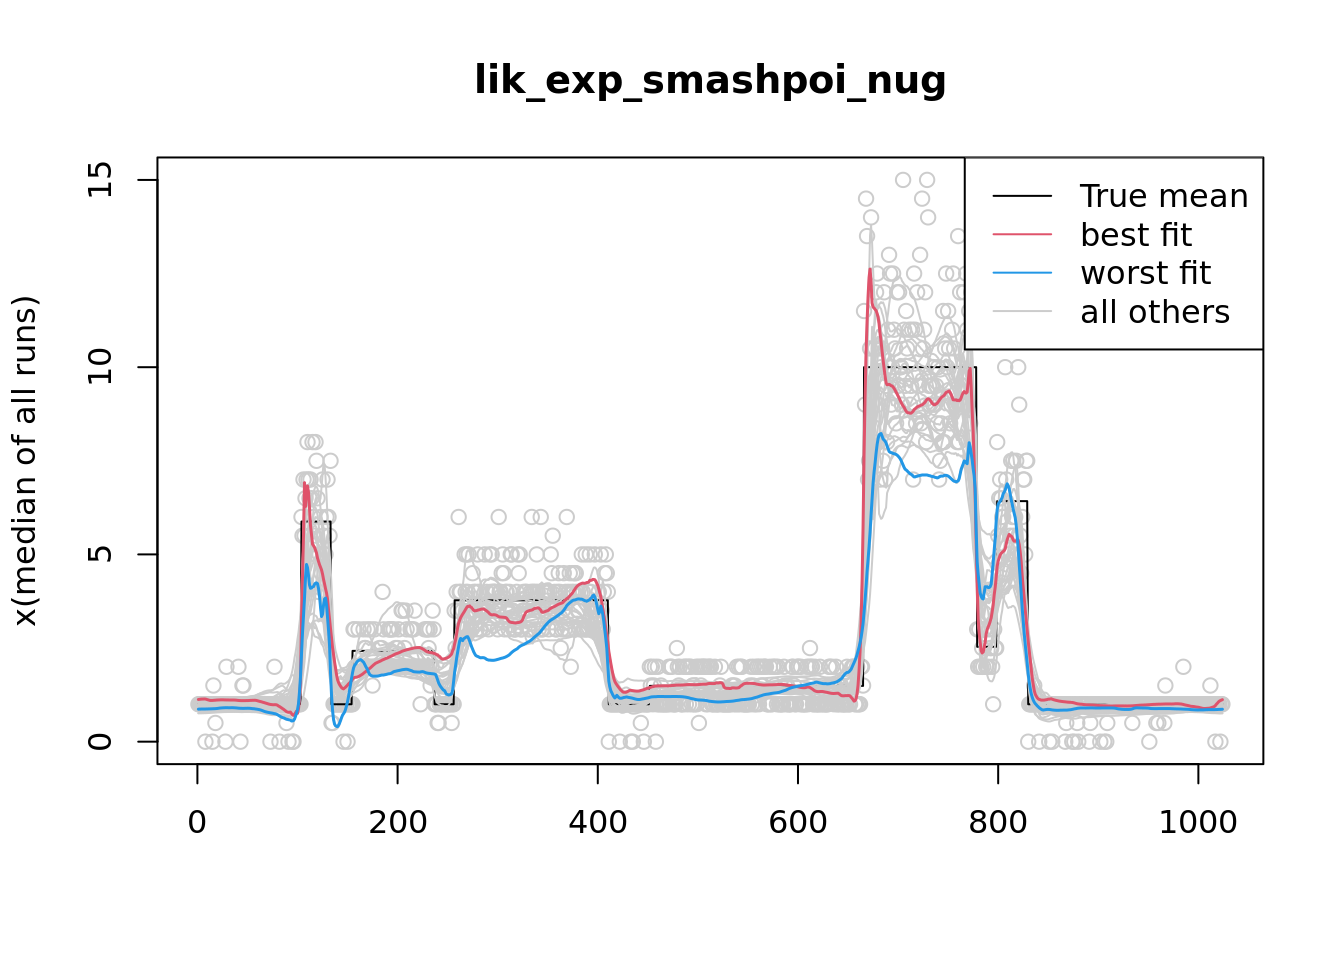 lik_exp_smashpoi_nug
x(median of all runs)
15
10
5
0
True mean
best fit
worst fit
all others
0 200 400 600 800 1000